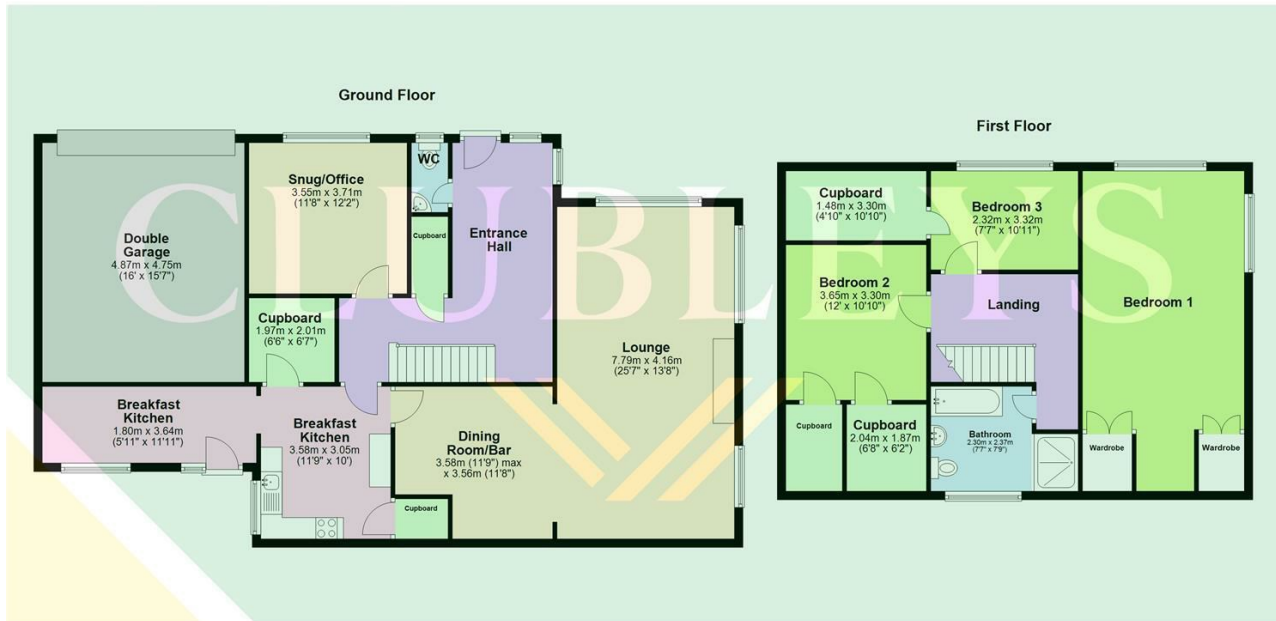 Ground Floor
Double
Garage
4.87m x 4.75m
(16' x 15'7")
Snug/Office
3.55m x 3.71m
(11'8" x 12'2")
WC
Cupboard
Entrance
Hall
Cupboard
1.97m x 2.01m
(6'6" x 6'7")
Lounge
7.79m x 4.16m
(25'7" x 13'8")
Breakfast
Kitchen
1.80m x 3.64m
(5'11" x 11'11")
Breakfast
Kitchen
3.58m x 3.05m
(11'9" x 10')
Dining
Room/Bar
3.58m (11'9") max
x 3.56m (11'8")
Cupboard
First Floor
Cupboard
1.48m x 3.30m
(4'10" x 10'10")
Bedroom 3
2.32m x 3.32m
(7'7" x 10'11")
Bedroom 2
3.65m x 3.30m
(12' x 10'10")
Landing
Bedroom 1
Cupboard
Cupboard
2.04m x 1.87m
(6'8" x 6'2")
Bathroom
2.30m x 2.37m
(7'7" x 7'9")
Wardrobe
Wardrobe
CLUBLEYS